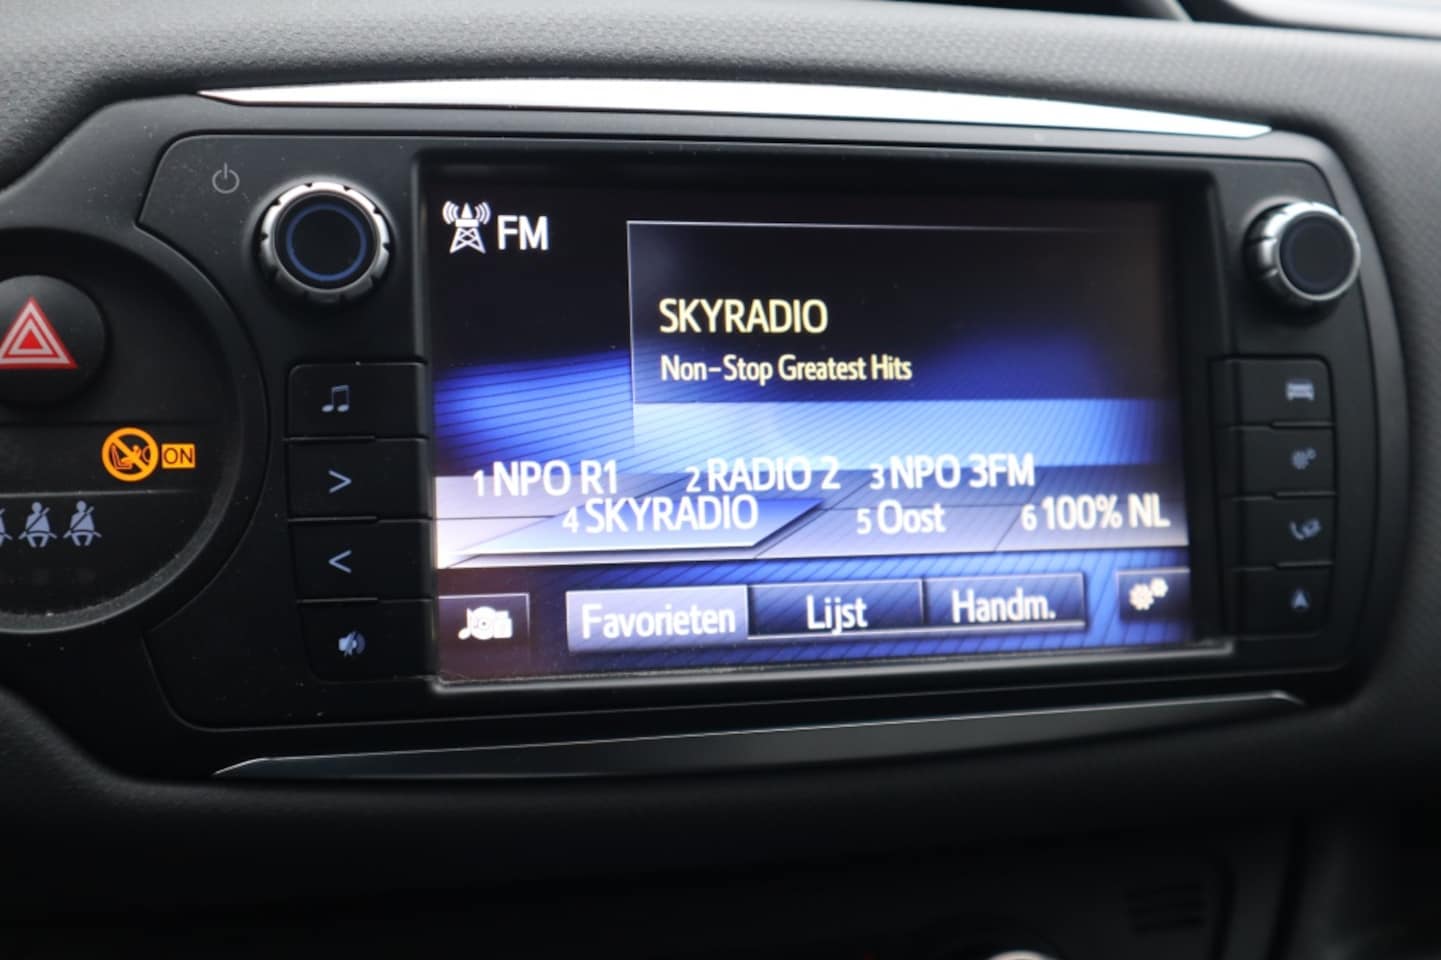 FM
SKYRADIO
Non-Stop Greatest Hits
1 NPO R1 2 RADIO 2 3 NPO 3FM
4 SKYRADIO 5 Oost 6 100% NL
Favorieten Lijst Handm.
ON